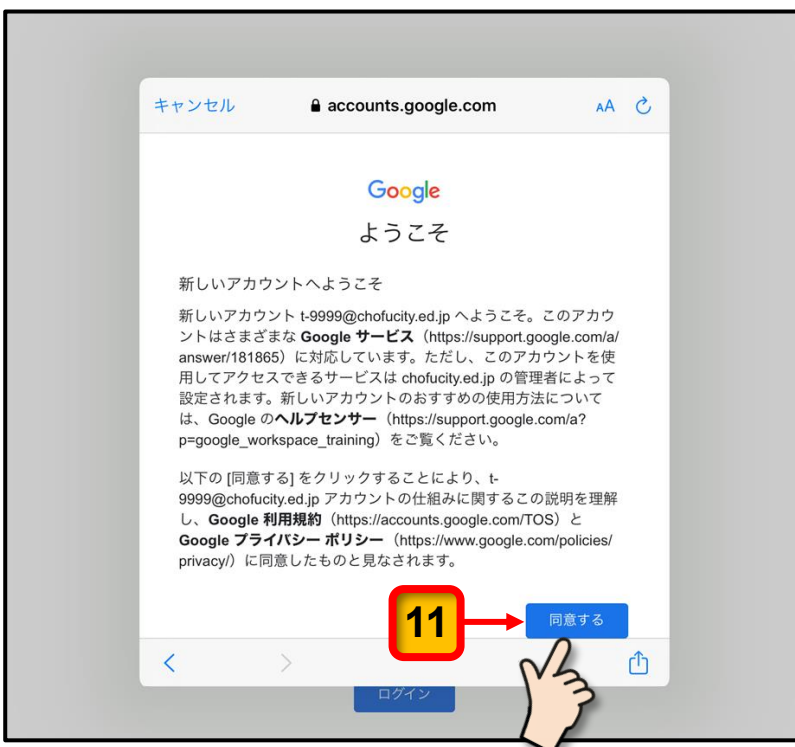 キャンセル accounts.google.com AA
Google
ようこそ
新しいアカウントへようこそ
新しいアカウント t-9999@chofucity.ed.jp へようこそ。このアカウ
ントはさまざまな Google サービス（https://support.google.com/a/
answer/181865）に対応しています。ただし、このアカウントを使
用してアクセスできるサービスは chofucity.ed.jp の管理者によって
設定されます。新しいアカウントのおすすめの使用方法について
は、Google のヘルプセンサー（https://support.google.com/a?
p=google_workspace_training）をご覧ください。
以下の [同意する] をクリックすることにより、t-
9999@chofucity.ed.jp アカウントの仕組みに関するこの説明を理解
し、Google 利用規約（https://accounts.google.com/TOS）と
Google プライバシー ポリシー（https://www.google.com/policies/
privacy/）に同意したものと見なされます。
11 同意する
ログイン